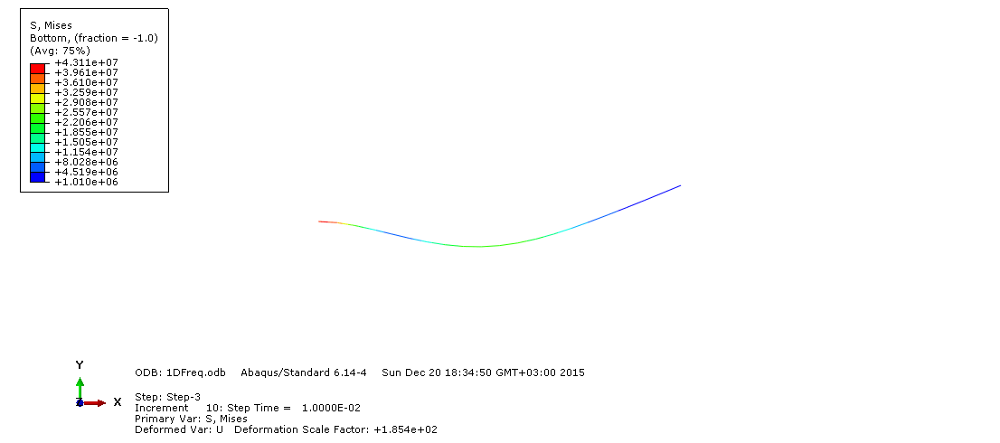 S, Mises
Bottom, (fraction = -1.0)
(Avg: 75%)
+4.311e+07
+3.961e+07
+3.610e+07
+3.259e+07
+2.908e+07
+2.557e+07
+2.206e+07
+1.855e+07
+1.505e+07
+1.154e+07
+8.028e+06
+4.519e+06
+1.010e+06
Y
X
ODB: 1DFreq.odb Abaqus/Standard 6.14-4 Sun Dec 20 18:34:50 GMT+03:00 2015
Step: Step-3
Increment 10: Step Time = 1.0000E-02
Primary Var: S, Mises
Deformed Var: U Deformation Scale Factor: +1.854e+02